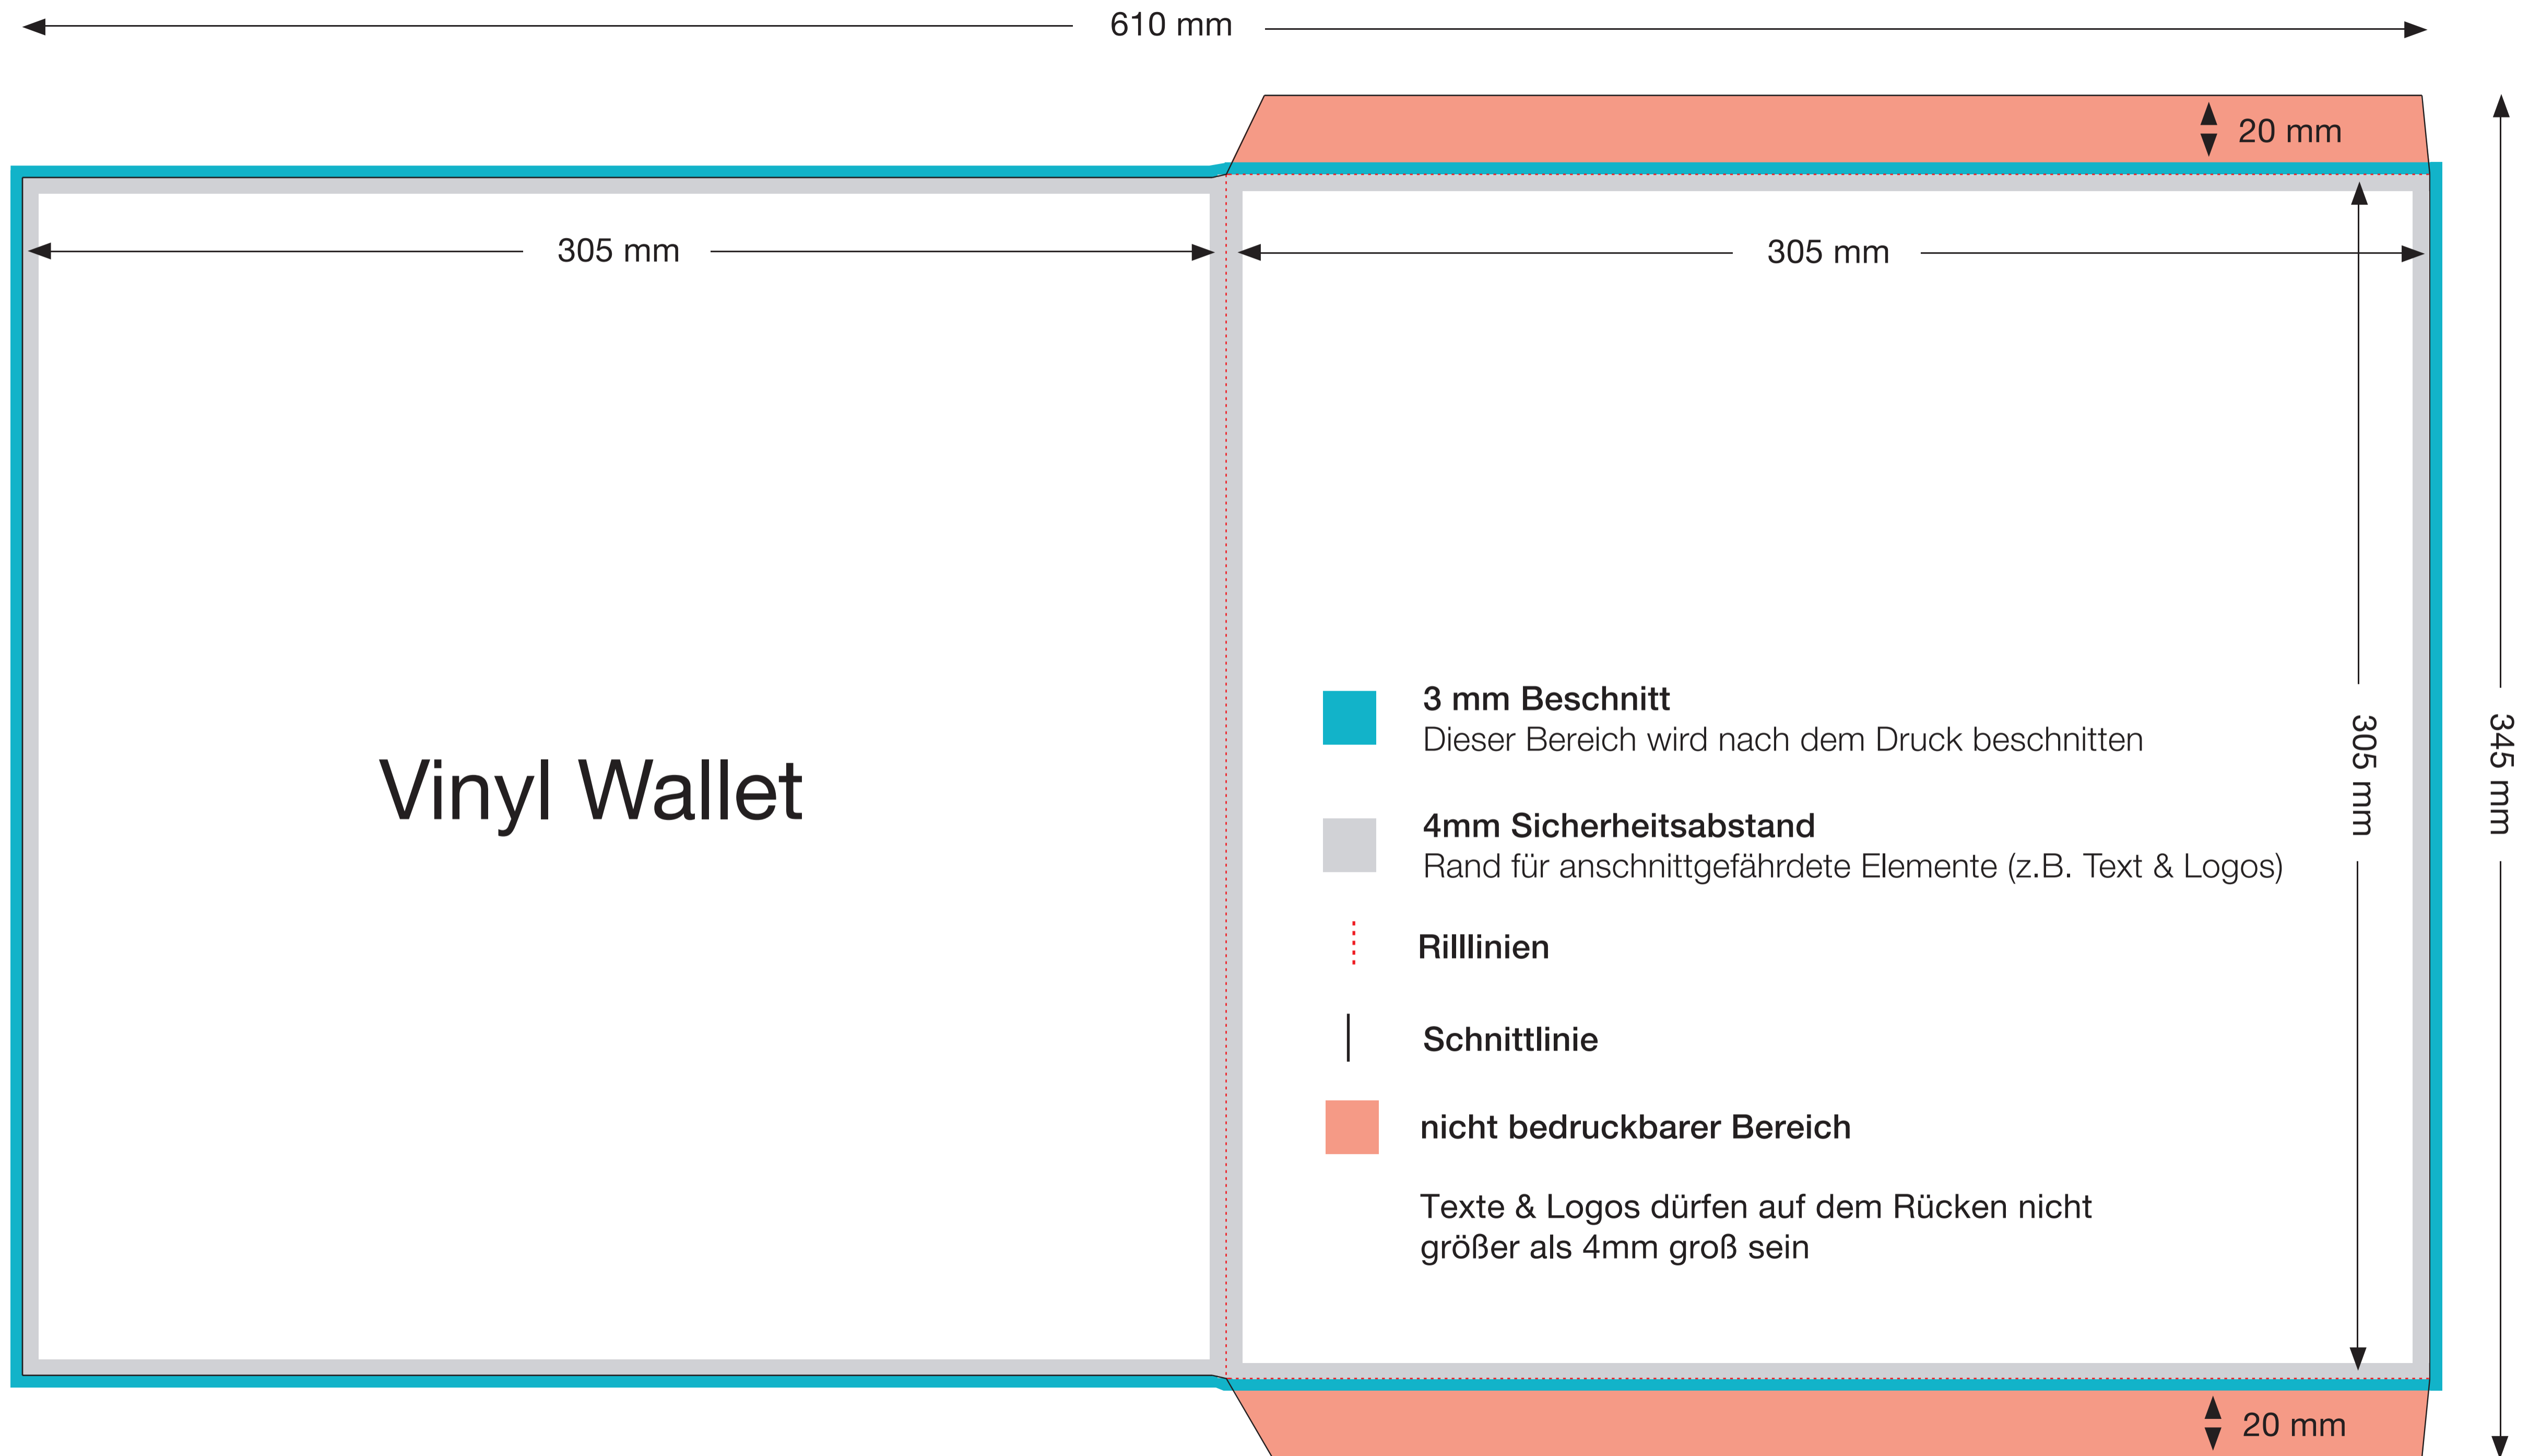 610 mm
20 mm
305 mm
305 mm
3 mm Beschnitt
Dieser Bereich wird nach dem Druck beschnitten
305 mm
345 mm
Vinyl Wallet
4mm Sicherheitsabstand
Rand für anschnittgefährdete Elemente (z.B. Text & Logos)
Rilllinien
Schnittlinie
nicht bedruckbarer Bereich
Texte & Logos dürfen auf dem Rücken nicht
größer als 4mm groß sein
20 mm